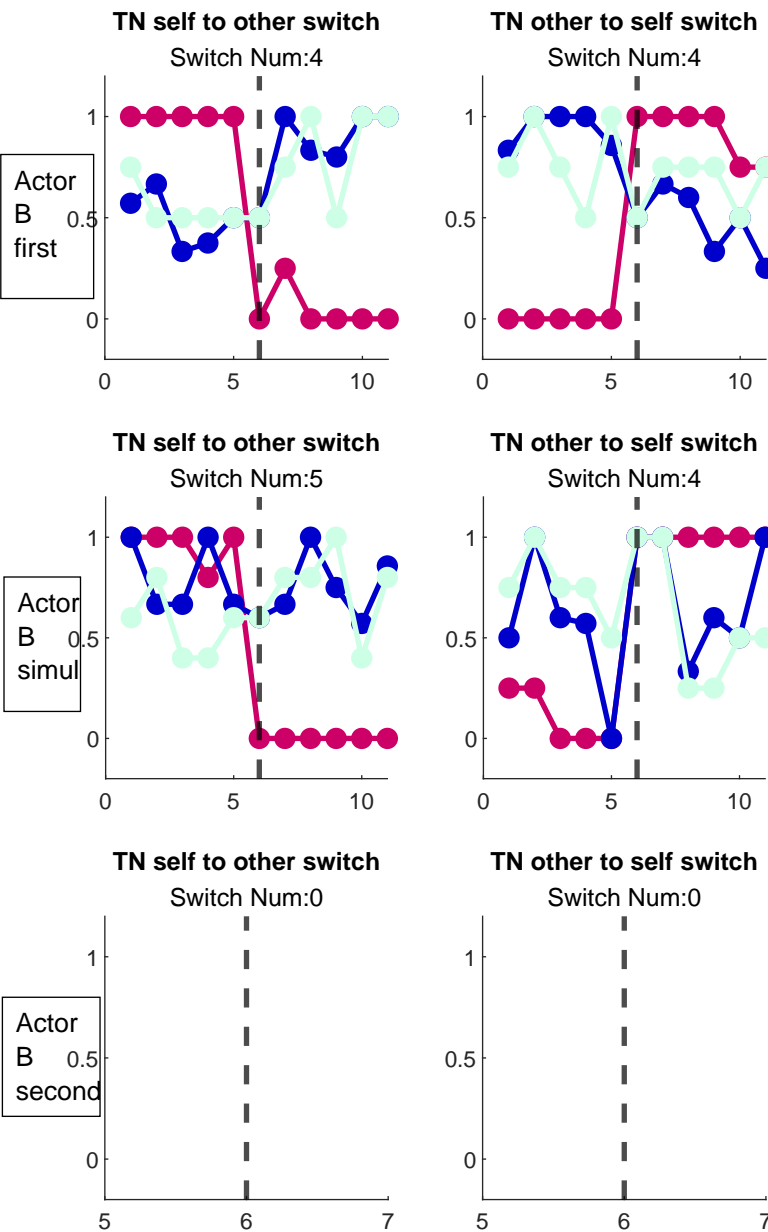 TN self to other switch
Switch Num:4
TN other to self switch
Switch Num:4
Actor
B
first
1
0.5
0
0
5
10
1
0.5
0
0
5
10
TN self to other switch
Switch Num:5
TN other to self switch
Switch Num:4
Actor
B
simul
1
0.5
0
0
5
10
1
0.5
0
0
5
10
TN self to other switch
Switch Num:0
TN other to self switch
Switch Num:0
Actor
B
second
1
0.5
0
5
6
7
1
0.5
0
5
6
7